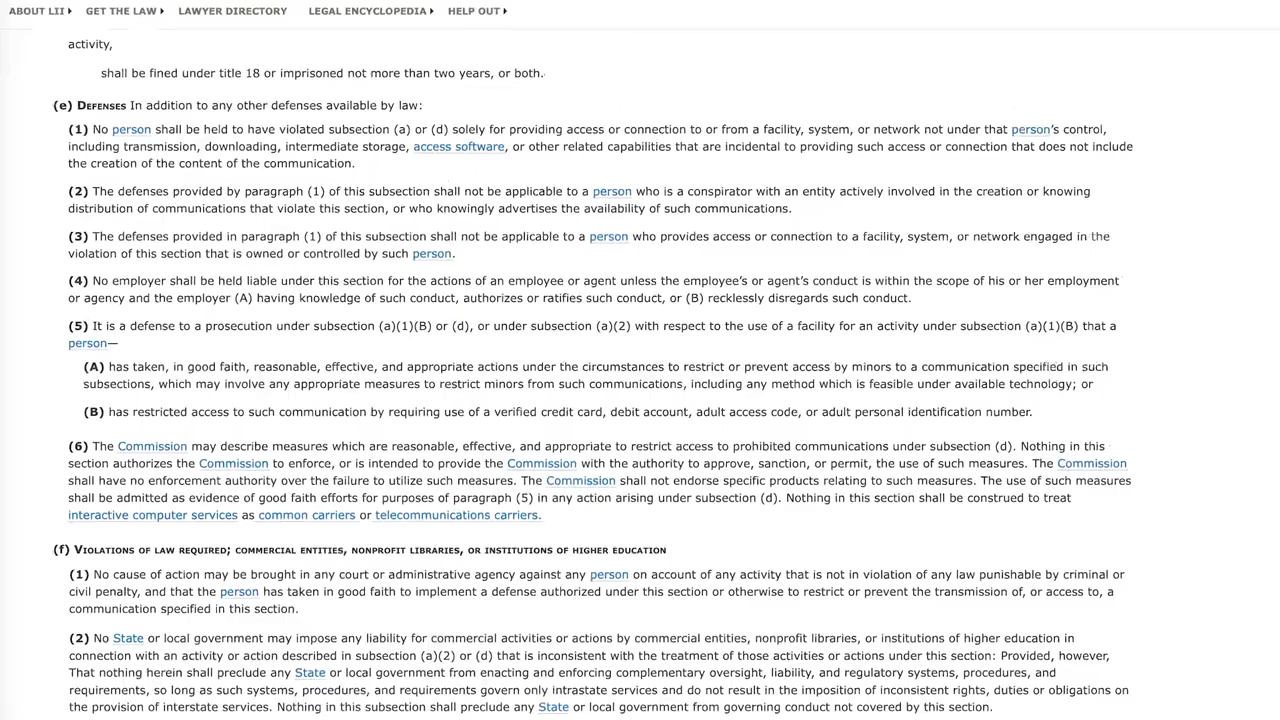 ABOUT LII GET THE LAW LAWYER DIRECTORY LEGAL ENCYCLOPEDIA HELP OUT
activity,
shall be fined under title 18 or imprisoned not more than two years, or both.
(e) DEFENSES In addition to any other defenses available by law:
(1) No person shall be held to have violated subsection (a) or (d) solely for providing access or connection to or from a facility, system, or network not under that person's control,
including transmission, downloading, intermediate storage, access software, or other related capabilities that are incidental to providing such access or connection that does not include
the creation of the content of the communication.
(2) The defenses provided by paragraph (1) of this subsection shall not be applicable to a person who is a conspirator with an entity actively involved in the creation or knowing
distribution of communications that violate this section, or who knowingly advertises the availability of such communications.
(3) The defenses provided in paragraph (1) of this subsection shall not be applicable to a person who provides access or connection to a facility, system, or network engaged in the
violation of this section that is owned or controlled by such person.
(4) No employer shall be held liable under this section for the actions of an employee or agent unless the employee's or agent's conduct is within the scope of his or her employment
or agency and the employer (A) having knowledge of such conduct, authorizes or ratifies such conduct, or (B) recklessly disregards such conduct.
(5) It is a defense to a prosecution under subsection (a)(1)(B) or (d), or under subsection (a)(2) with respect to the use of a facility for an activity under subsection (a)(1)(B) that a
person—
(A) has taken, in good faith, reasonable, effective, and appropriate actions under the circumstances to restrict or prevent access by minors to a communication specified in such
subsections, which may involve any appropriate measures to restrict minors from such communications, including any method which is feasible under available technology; or
(B) has restricted access to such communication by requiring use of a verified credit card, debit account, adult access code, or adult personal identification number.
(6) The Commission may describe measures which are reasonable, effective, and appropriate to restrict access to prohibited communications under subsection (d). Nothing in this
section authorizes the Commission to enforce, or is intended to provide the Commission with the authority to approve, sanction, or permit, the use of such measures. The Commission
shall have no enforcement authority over the failure to utilize such measures. The Commission shall not endorse specific products relating to such measures. The use of such measures
shall be admitted as evidence of good faith efforts for purposes of paragraph (5) in any action arising under subsection (d). Nothing in this section shall be construed to treat
interactive computer services as common carriers or telecommunications carriers.
(f) VIOLATIONS OF LAW REQUIRED; COMMERCIAL ENTITIES, NONPROFIT LIBRARIES, OR INSTITUTIONS OF HIGHER EDUCATION
(1) No cause of action may be brought in any court or administrative agency against any person on account of any activity that is not in violation of any law punishable by criminal or
civil penalty, and that the person has taken in good faith to implement a defense authorized under this section or otherwise to restrict or prevent the transmission of, or access to, a
communication specified in this section.
(2) No State or local government may impose any liability for commercial activities or actions by commercial entities, nonprofit libraries, or institutions of higher education in
connection with an activity or action described in subsection (a)(2) or (d) that is inconsistent with the treatment of those activities or actions under this section: Provided, however,
That nothing herein shall preclude any State or local government from enacting and enforcing complementary oversight, liability, and regulatory systems, procedures, and
requirements, so long as such systems, procedures, and requirements govern only intrastate services and do not result in the imposition of inconsistent rights, duties or obligations on
the provision of interstate services. Nothing in this subsection shall preclude any State or local government from governing conduct not covered by this section.